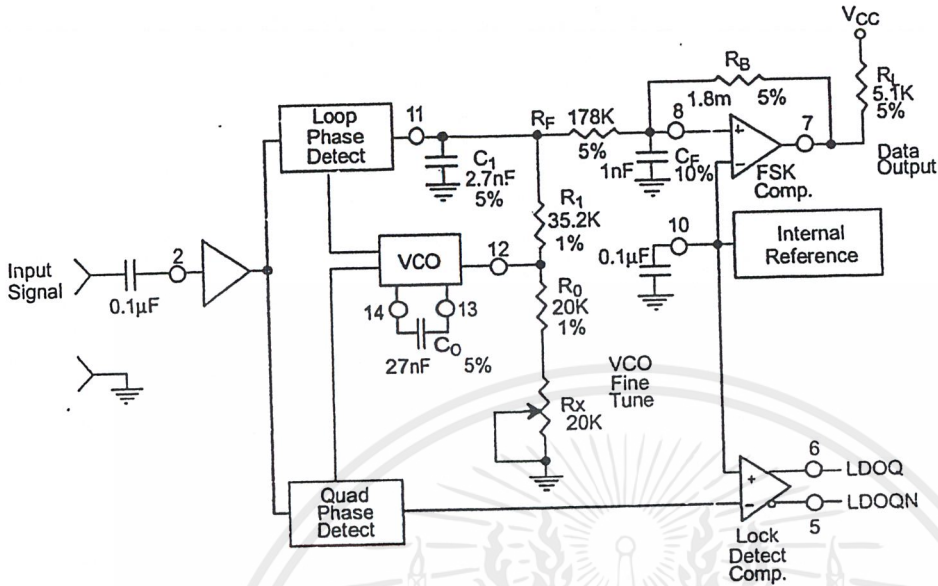 VCC
RB
1.8m 5%
RL
5.1K
5%
Loop
Phase
Detect
11
RF
178K
5%
8
+
−
7
FSK
Comp.
Data
Output
C1
2.7nF
5%
1nF
CF
10%
R1
35.2K
1%
10
0.1µF
Internal
Reference
Input
Signal
0.1µF
2
VCO
12
14
13
C0
27nF 5%
R0
20K
1%
VCO
Fine
Tune
Rx
20K
Quad
Phase
Detect
+
−
6
LDOQ
5
LDOQN
Lock
Detect
Comp.